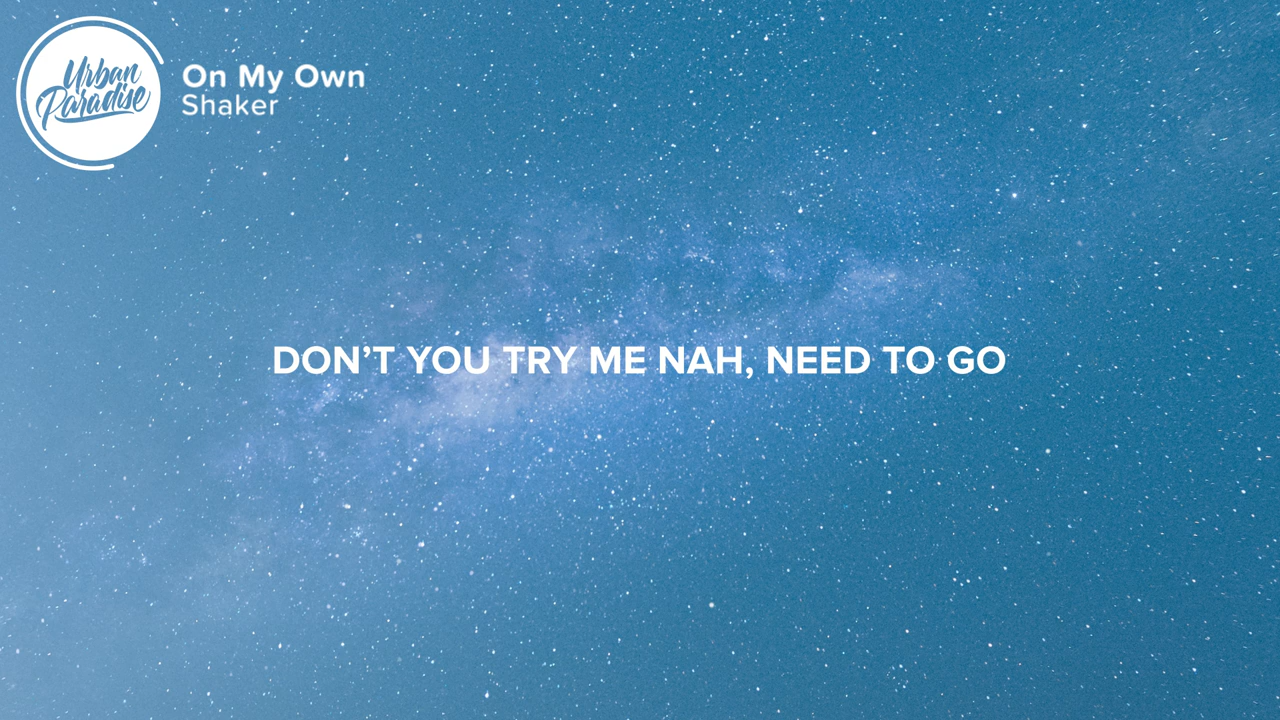 Urban
Paradise
On My Own
Shaker
DON'T YOU TRY ME NAH, NEED TO GO